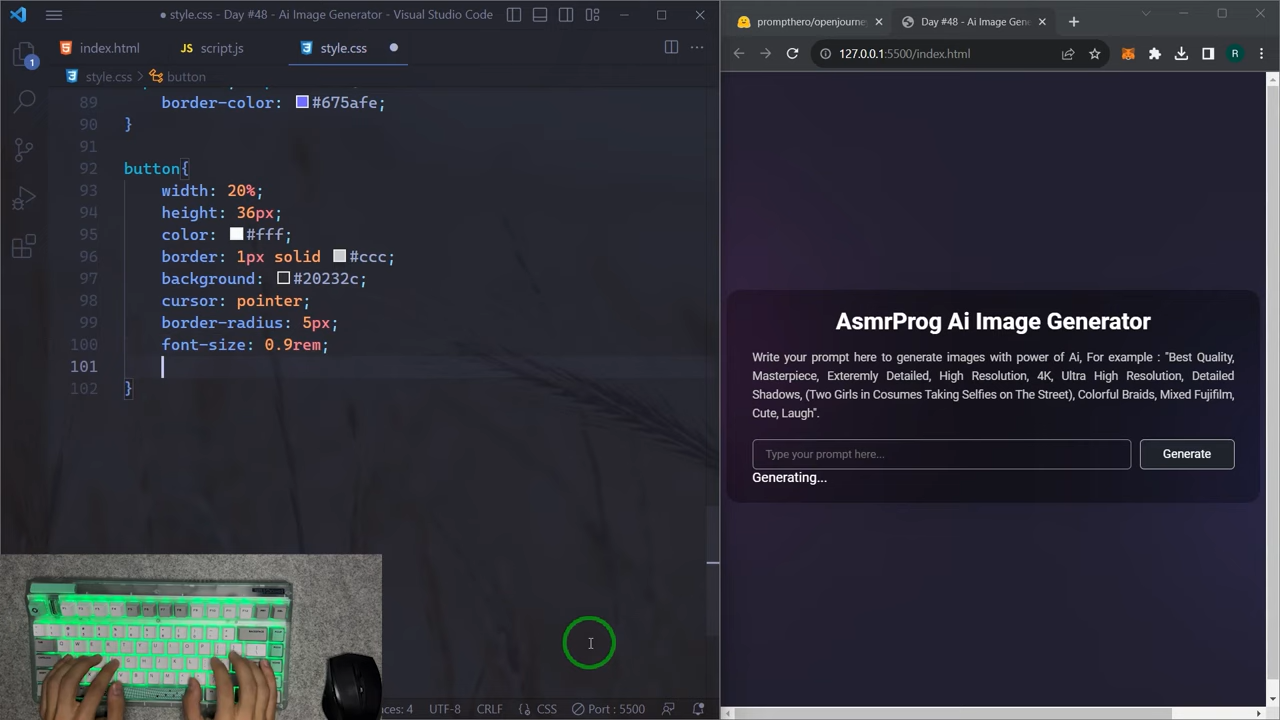 style.css - Day #48 - Ai Image Generator - Visual Studio Code
index.html
script.js
style.css
style.css > button
89 border-color: #675afe;
90 }
91
92 button{
93 width: 20%;
94 height: 36px;
95 color: #fff;
96 border: 1px solid #ccc;
97 background: #20232c;
98 cursor: pointer;
99 border-radius: 5px;
100 font-size: 0.9rem;
101
102 }
1
aces: 4 UTF-8 CRLF {} CSS Port : 5500
prompthero/openjourne
Day #48 - Ai Image Gene
127.0.0.1:5500/index.html
R
AsmrProg Ai Image Generator
Write your prompt here to generate images with power of Ai, For example : "Best Quality,
Masterpiece, Exteremly Detailed, High Resolution, 4K, Ultra High Resolution, Detailed
Shadows, (Two Girls in Cosumes Taking Selfies on The Street), Colorful Braids, Mixed Fujifilm,
Cute, Laugh".
Type your prompt here...
Generate
Generating...